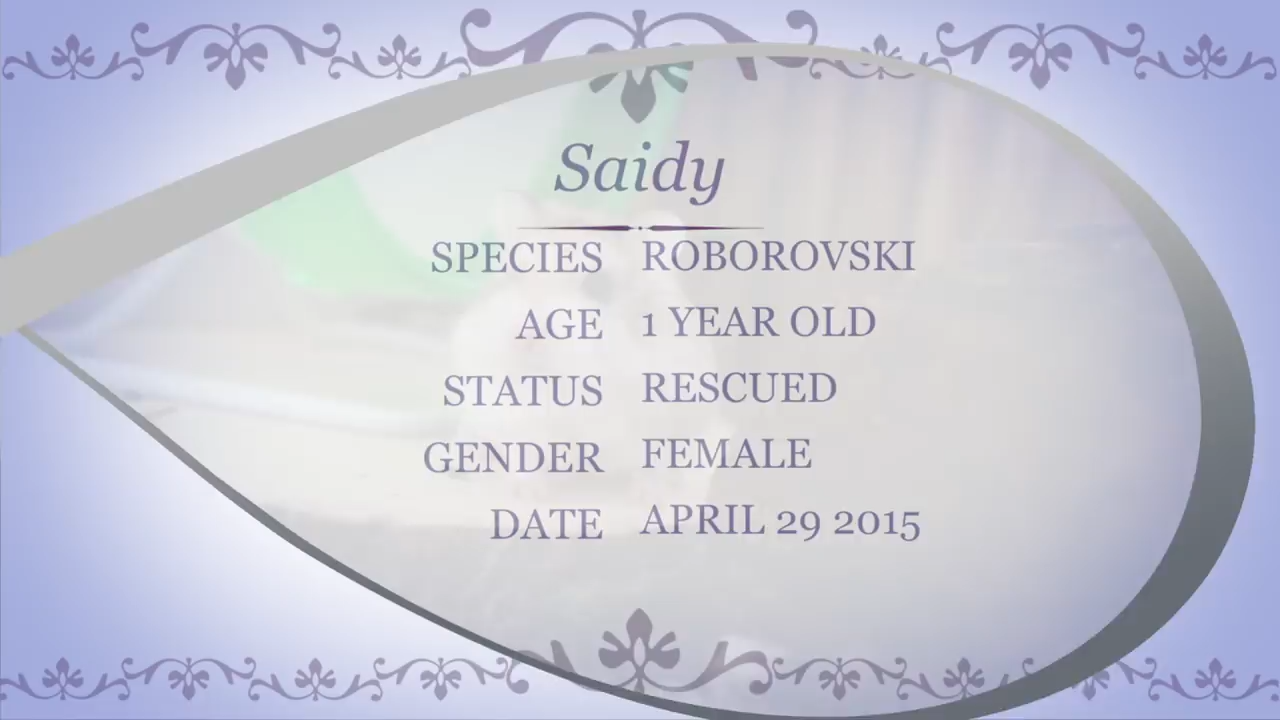 Saidy
SPECIES ROBOROVSKI
AGE 1 YEAR OLD
STATUS RESCUED
GENDER FEMALE
DATE APRIL 29 2015